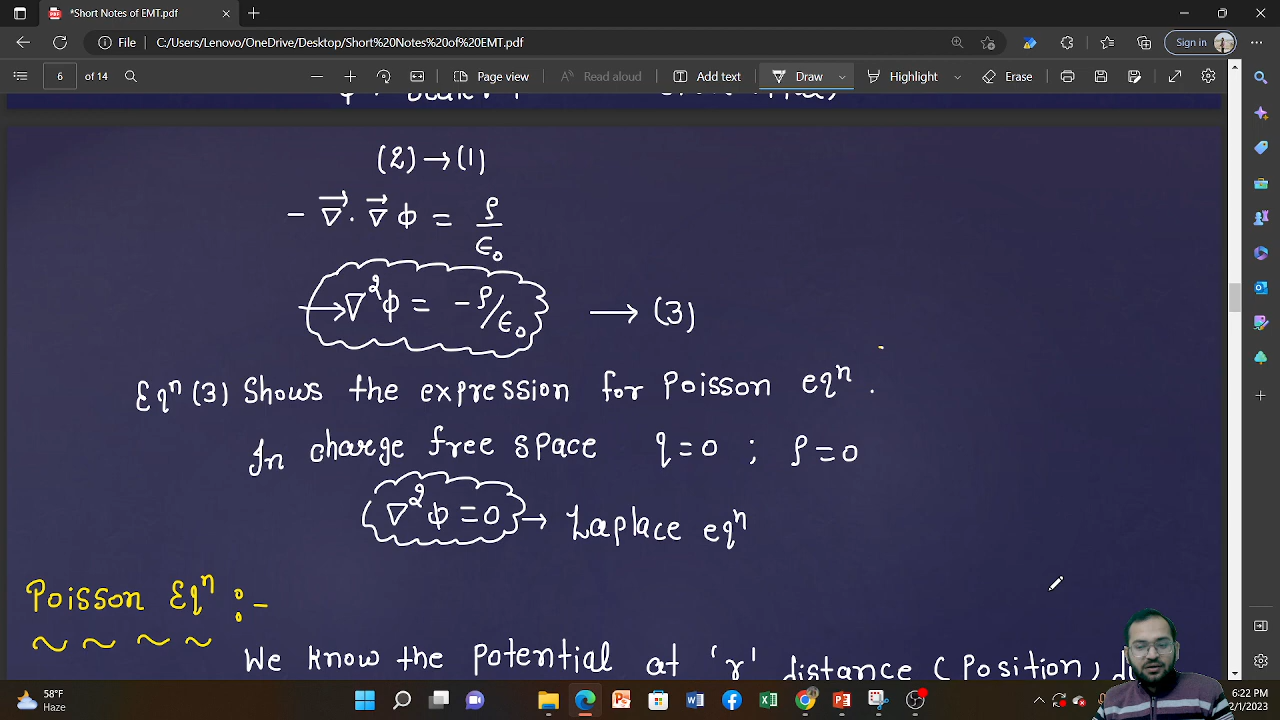 *Short Notes of EMT.pdf
File C:/Users/Lenovo/OneDrive/Desktop/Short%20Notes%20of%20EMT.pdf Sign in
6 of 14 Page view Read aloud Add text Draw Highlight Erase
(2) → (1)
- ∇⃗ . ∇⃗ ϕ = ρ/ϵ₀
→ ∇²ϕ = -ρ/ϵ₀ → (3)
Eqⁿ (3) Shows the expression for Poisson eqⁿ .
In charge free space q = 0 ; ρ = 0
∇²ϕ = 0 → Laplace eqⁿ
Poisson Eqⁿ :-
We know the potential at 'r' distance (Position)
58°F
Haze
6:22 PM
2/1/2023